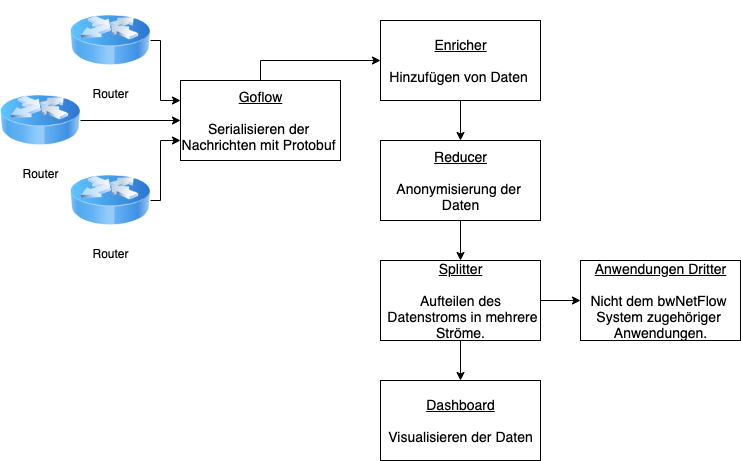 Router
Router
Router
Goflow
Serialisieren der
Nachrichten mit Protobuf
Enricher
Hinzufügen von Daten
Reducer
Anonymisierung der
Daten
Splitter
Aufteilen des
Datenstroms in mehrere
Ströme.
Anwendungen Dritter
Nicht dem bwNetFlow
System zugehöriger
Anwendungen.
Dashboard
Visualisieren der Daten